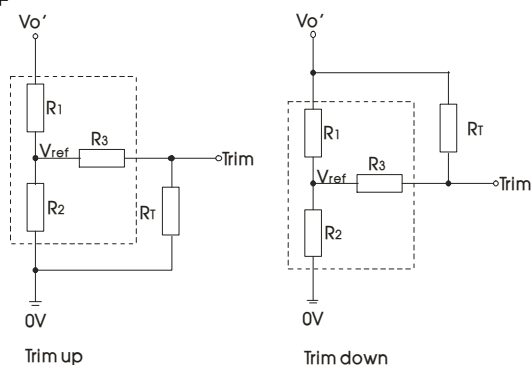 Vo′
R1
R3
Vref
Trim
R2
RT
0V
Trim up
Vo′
R1
RT
R3
Vref
Trim
R2
0V
Trim down